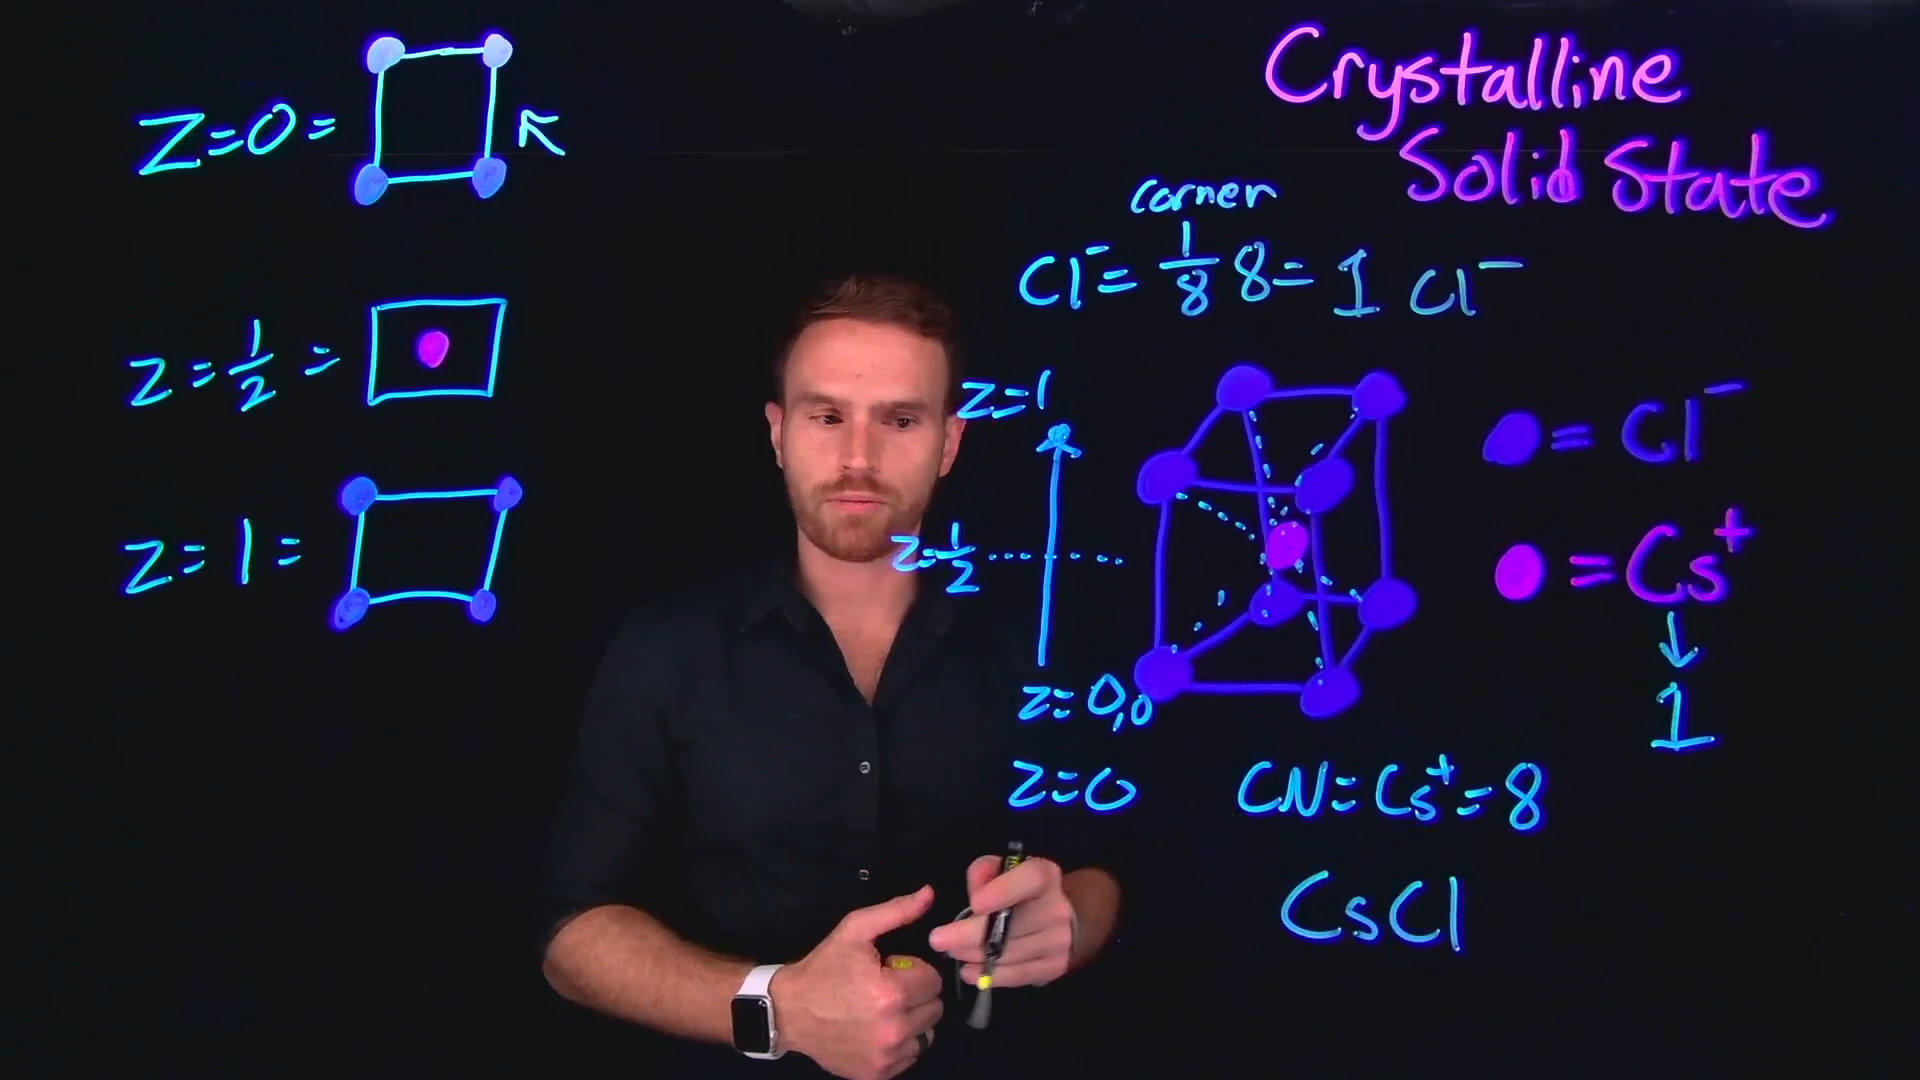 Crystalline
Solid State
Z=0=
z=1/2=
z=1=
corner
Cl⁻= 1/8 8= 1 Cl⁻
z=1
z=1/2
z=0,0
z=0
= Cl⁻
= Cs⁺
↓
1
CN=Cs⁺=8
CsCl